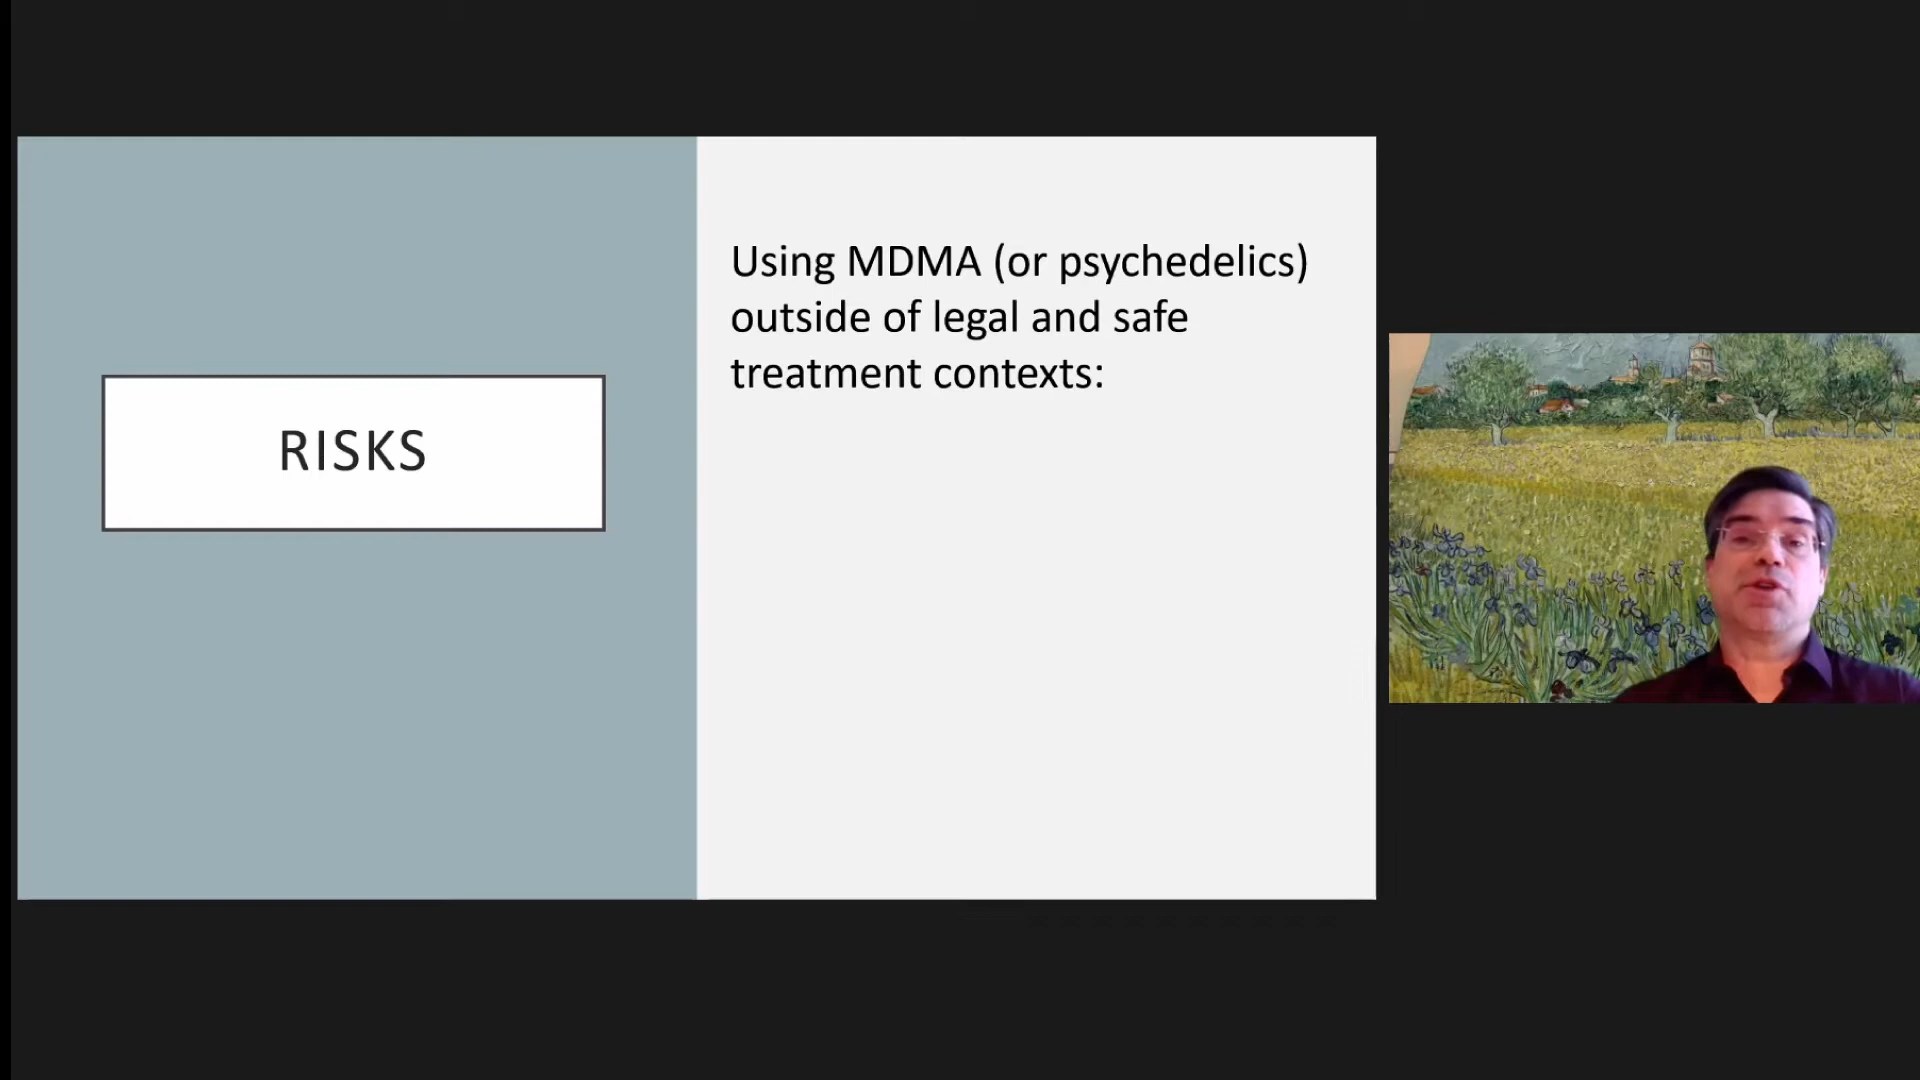 RISKS
Using MDMA (or psychedelics)
outside of legal and safe
treatment contexts: